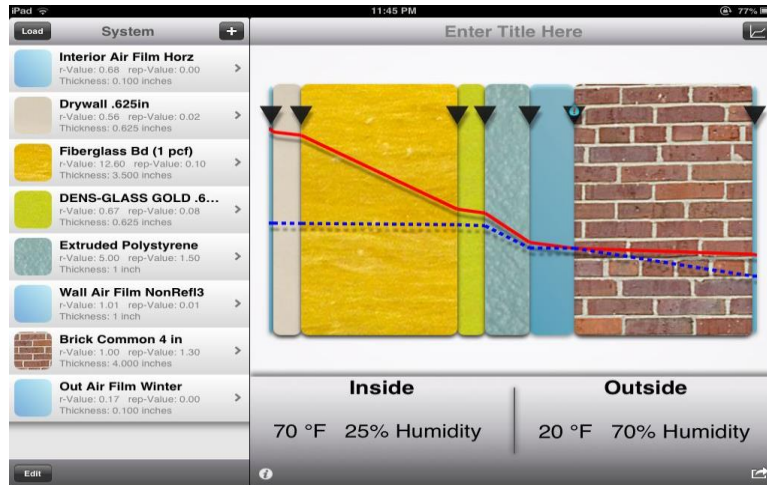 iPad
11:45 PM
77%
Load
System
+
Enter Title Here
Interior Air Film Horz
r-Value: 0.68 rep-Value: 0.00
Thickness: 0.100 inches
Drywall .625in
r-Value: 0.56 rep-Value: 0.02
Thickness: 0.625 inches
Fiberglass Bd (1 pcf)
r-Value: 12.60 rep-Value: 0.10
Thickness: 3.500 inches
DENS-GLASS GOLD .6...
r-Value: 0.67 rep-Value: 0.08
Thickness: 0.625 inches
Extruded Polystyrene
r-Value: 5.00 rep-Value: 1.50
Thickness: 1 inch
Wall Air Film NonRefl3
r-Value: 1.01 rep-Value: 0.01
Thickness: 1 inch
Brick Common 4 in
r-Value: 1.00 rep-Value: 1.30
Thickness: 4.000 inches
Out Air Film Winter
r-Value: 0.17 rep-Value: 0.00
Thickness: 0.100 inches
Inside
Outside
70 °F 25% Humidity
20 °F 70% Humidity
Edit